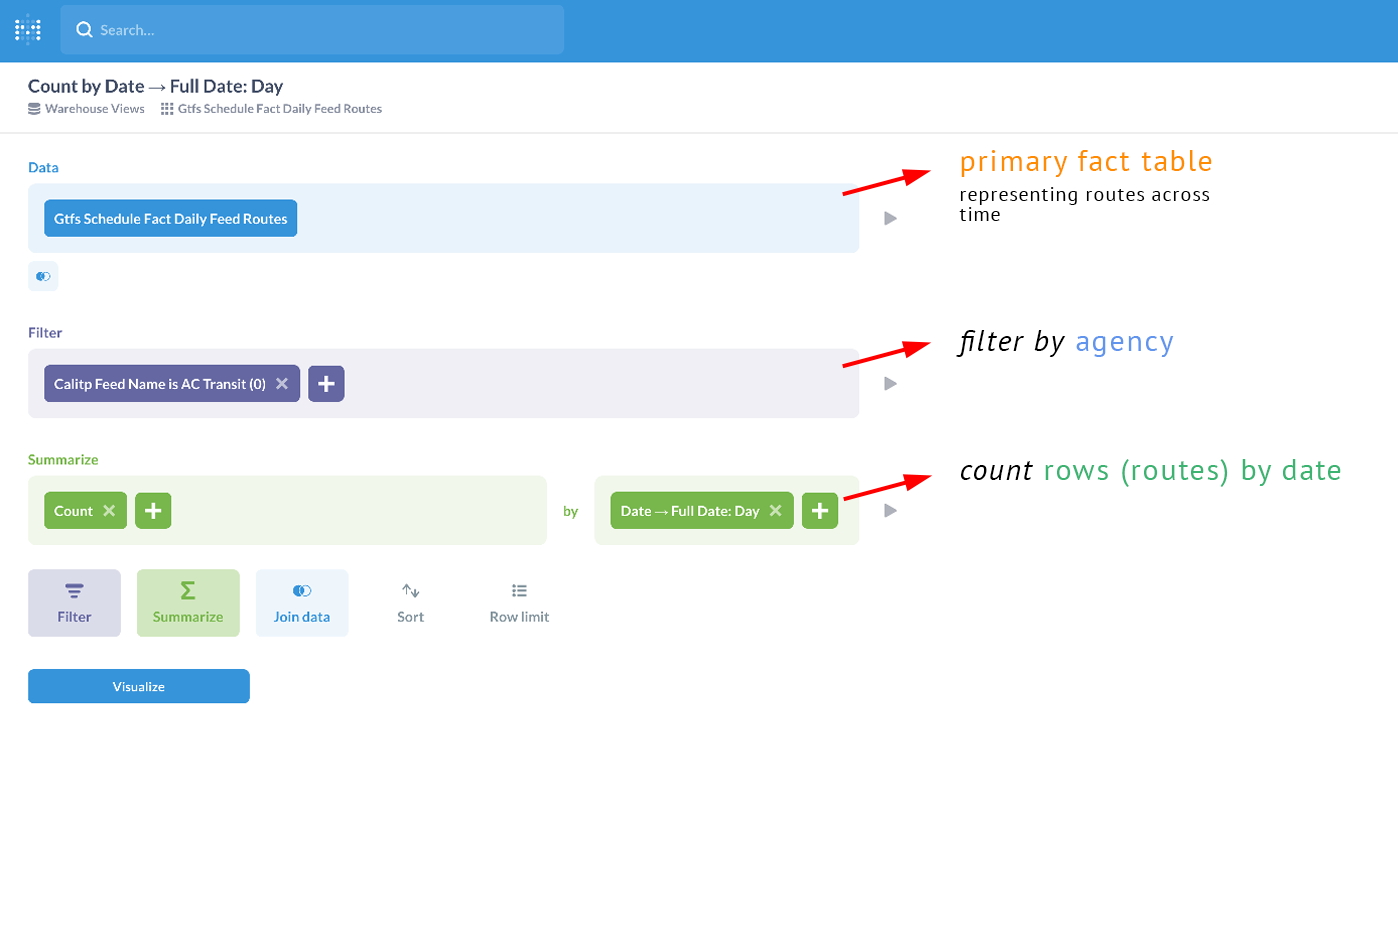 Search...
Count by Date → Full Date: Day
Warehouse Views Gtfs Schedule Fact Daily Feed Routes
Data
Gtfs Schedule Fact Daily Feed Routes
primary fact table
representing routes across
time
Filter
Calitp Feed Name is AC Transit (0)
filter by agency
Summarize
Count
by
Date → Full Date: Day
count rows (routes) by date
Filter
Summarize
Join data
Sort
Row limit
Visualize